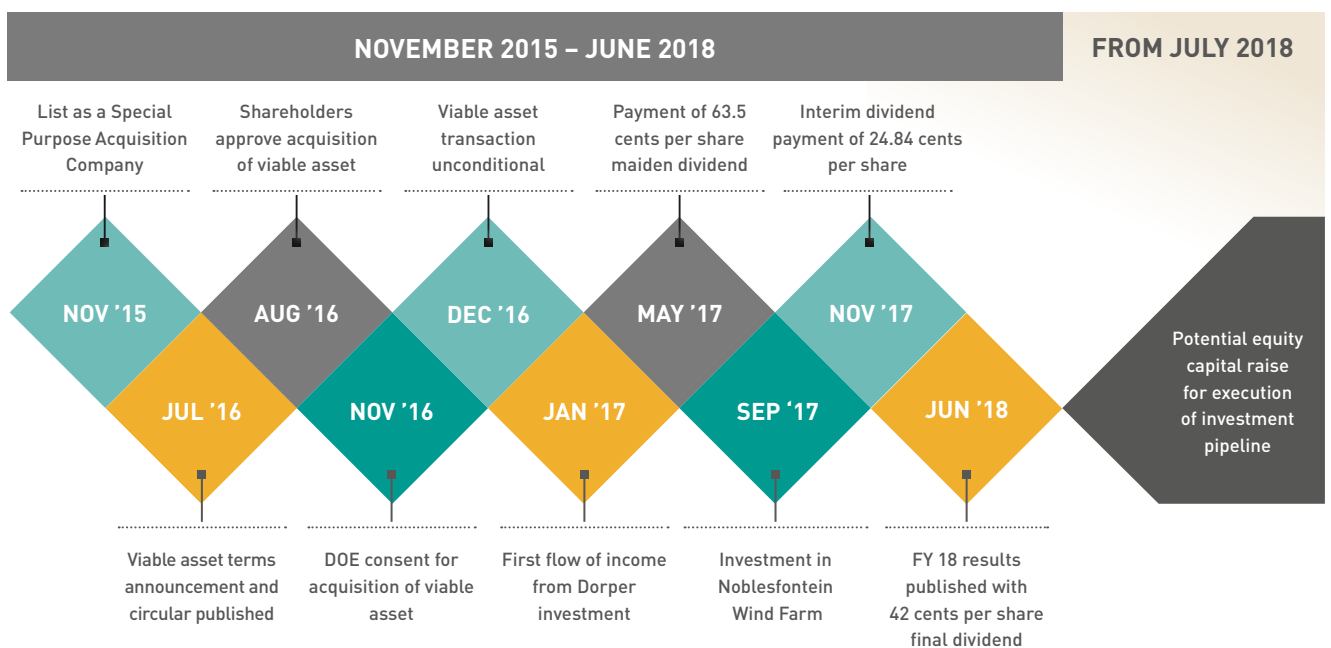 NOVEMBER 2015 – JUNE 2018
FROM JULY 2018
List as a Special
Purpose Acquisition
Company
Shareholders
approve acquisition
of viable asset
Viable asset
transaction
unconditional
Payment of 63.5
cents per share
maiden dividend
Interim dividend
payment of 24.84 cents
per share
NOV ’15
AUG ’16
DEC ’16
MAY ’17
NOV ’17
JUL ’16
NOV ’16
JAN ’17
SEP ‘17
JUN ’18
Potential equity
capital raise
for execution
of investment
pipeline
Viable asset terms
announcement and
circular published
DOE consent for
acquisition of viable
asset
First flow of income
from Dorper
investment
Investment in
Noblesfontein
Wind Farm
FY 18 results
published with
42 cents per share
final dividend